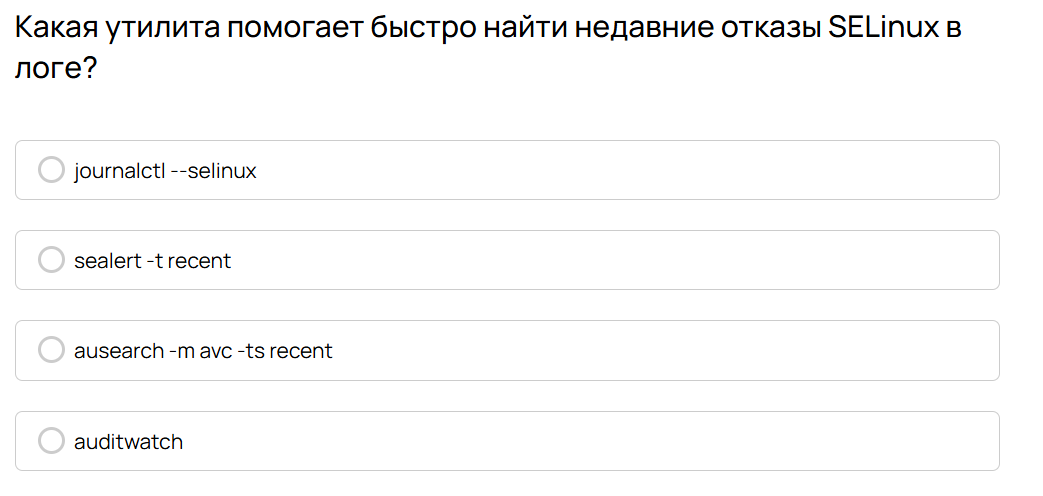 Какая утилита помогает быстро найти недавние отказы SELinux в
логе?
journalctl --selinux
sealert -t recent
ausearch -m avc -ts recent
auditwatch